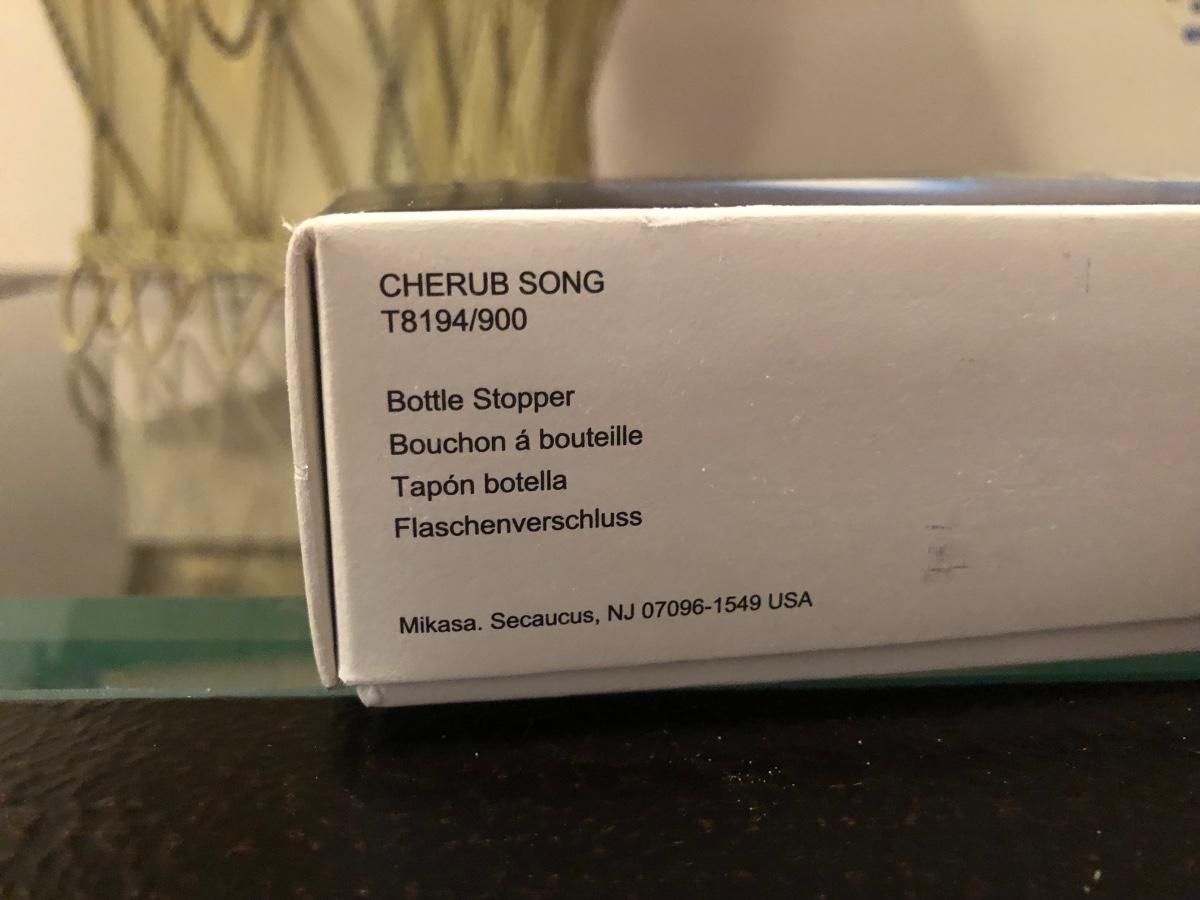 CHERUB SONG
T8194/900
Bottle Stopper
Bouchon á bouteille
Tapón botella
Flaschenverschluss
Mikasa. Secaucus, NJ 07096-1549 USA